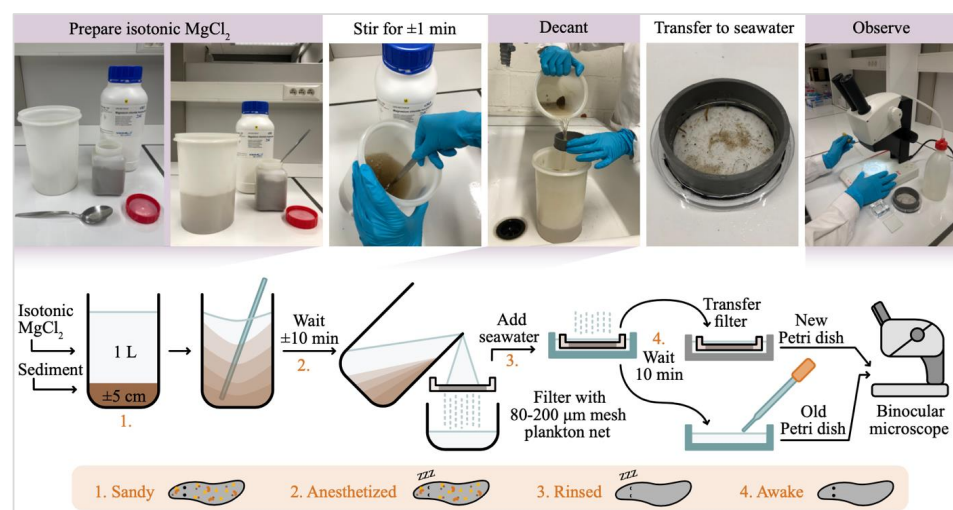 Prepare isotonic MgCl₂
Stir for ±1 min
Decant
Transfer to seawater
Observe
Isotonic
MgCl₂
Sediment
1 L
±5 cm
1.
Wait
±10 min
2.
Add
seawater
3.
Filter with
80-200 µm mesh
plankton net
4.
Wait
10 min
Transfer
filter
New
Petri dish
Old
Petri dish
Binocular
microscope
1. Sandy
zzz
2. Anesthetized
zzz
3. Rinsed
4. Awake